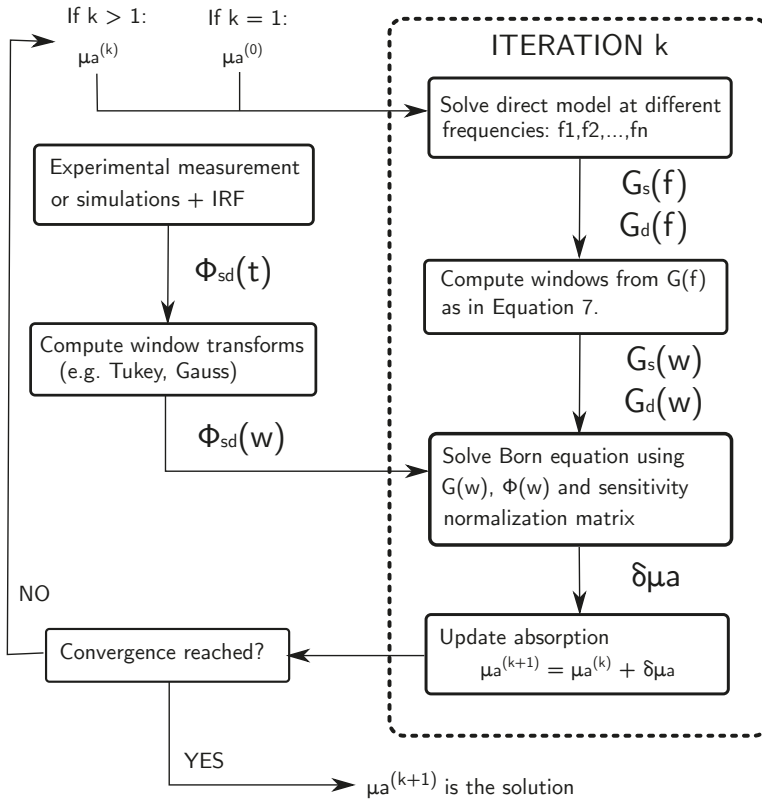 If k > 1:
If k = 1:
μa^(k)
μa^(0)
ITERATION k
Solve direct model at different
frequencies: f1,f2,...,fn
Experimental measurement
or simulations + IRF
Gs(f)
Gd(f)
Φsd(t)
Compute windows from G(f)
as in Equation 7.
Compute window transforms
(e.g. Tukey, Gauss)
Gs(w)
Gd(w)
Φsd(w)
Solve Born equation using
G(w), Φ(w) and sensitivity
normalization matrix
δμa
NO
Convergence reached?
Update absorption
μa^(k+1) = μa^(k) + δμa
YES
μa^(k+1) is the solution